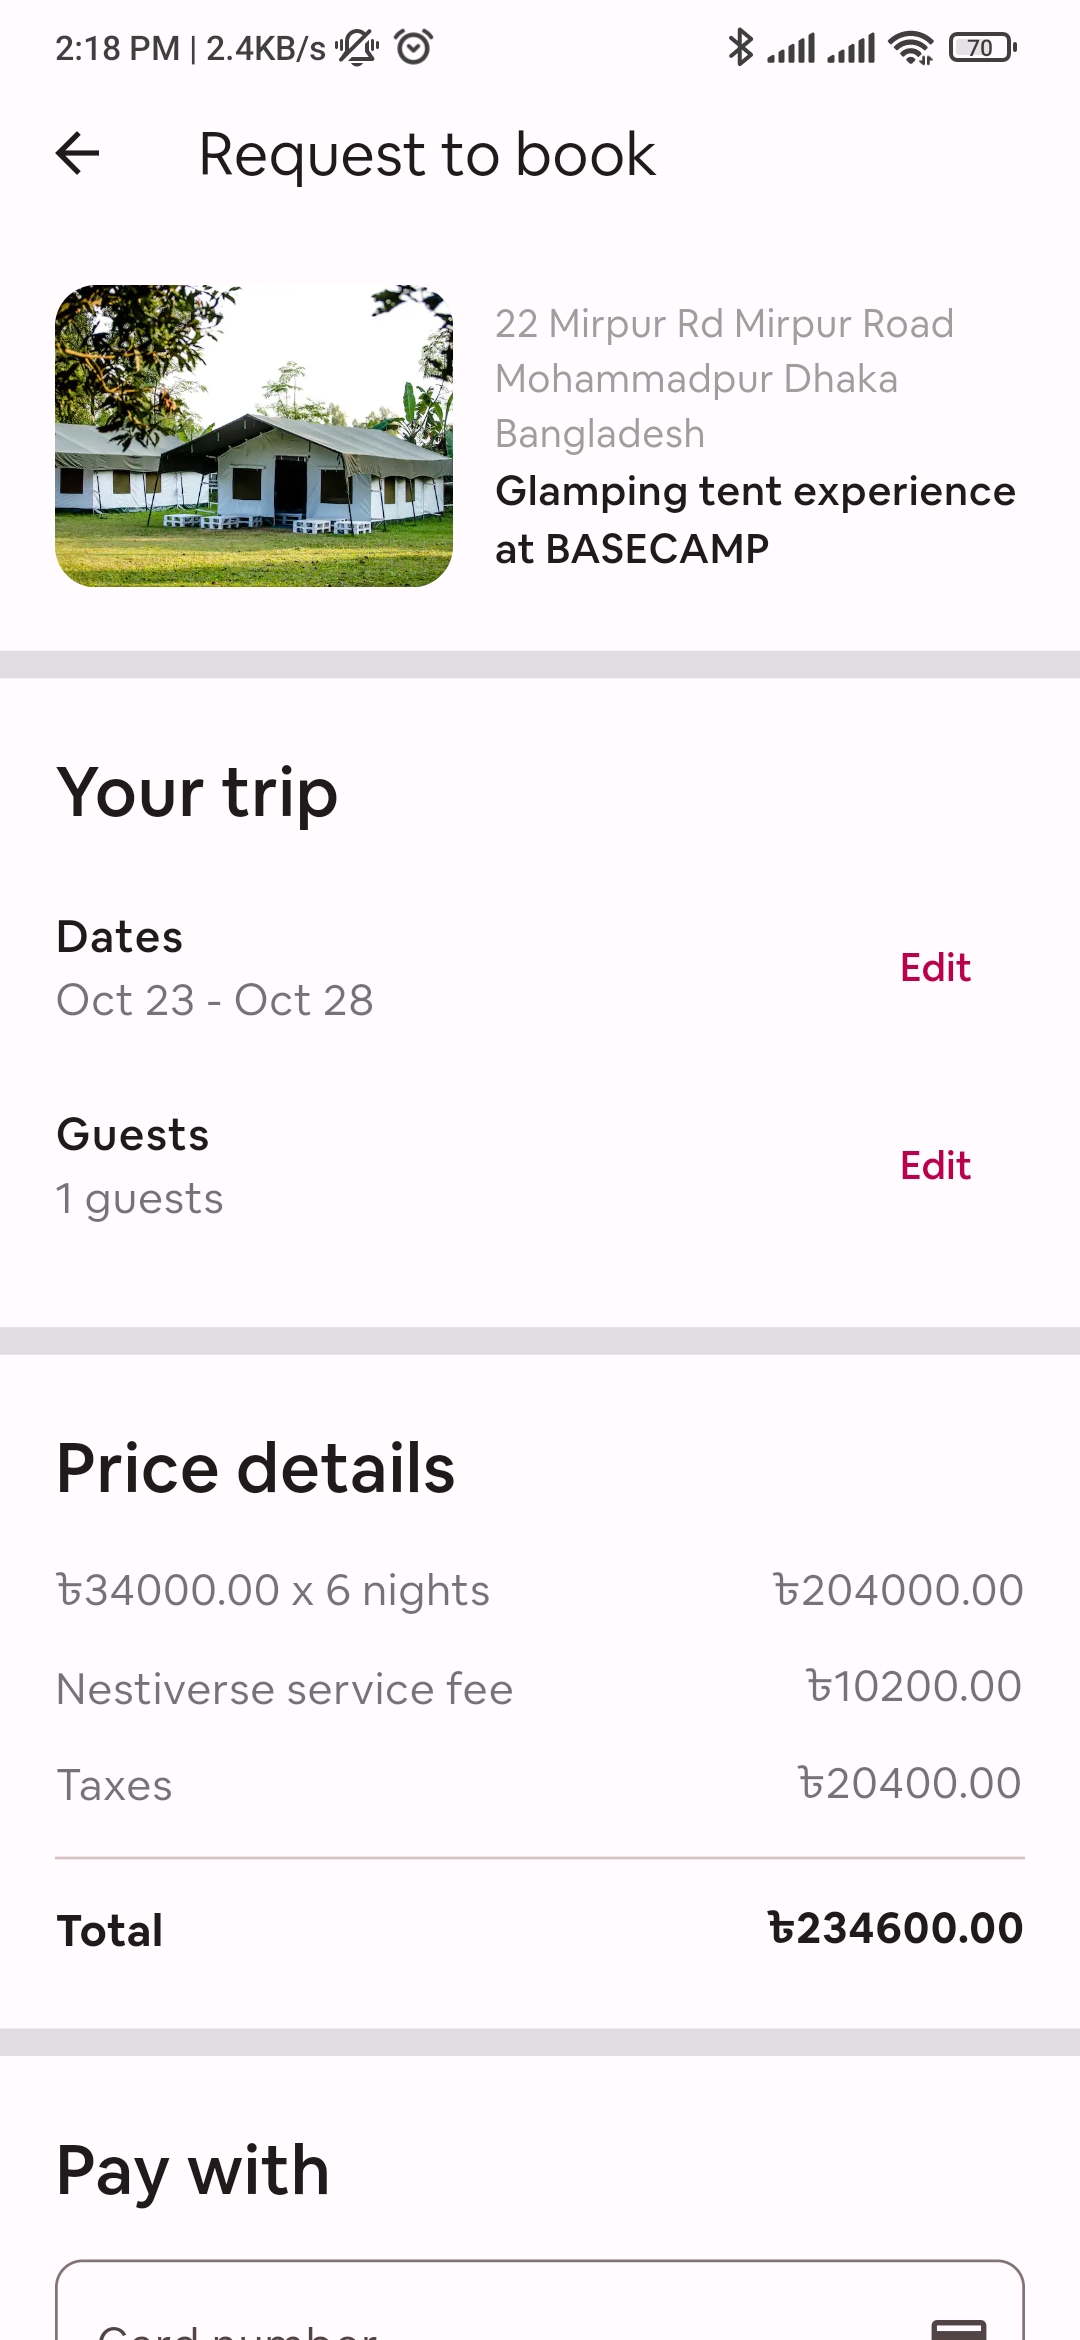 2:18 PM | 2.4KB/s
70
Request to book
22 Mirpur Rd Mirpur Road
Mohammadpur Dhaka
Bangladesh
Glamping tent experience
at BASECAMP
Your trip
Dates
Oct 23 - Oct 28
Edit
Guests
1 guests
Edit
Price details
৳34000.00 x 6 nights ৳204000.00
Nestiverse service fee ৳10200.00
Taxes ৳20400.00
Total ৳234600.00
Pay with
Card number